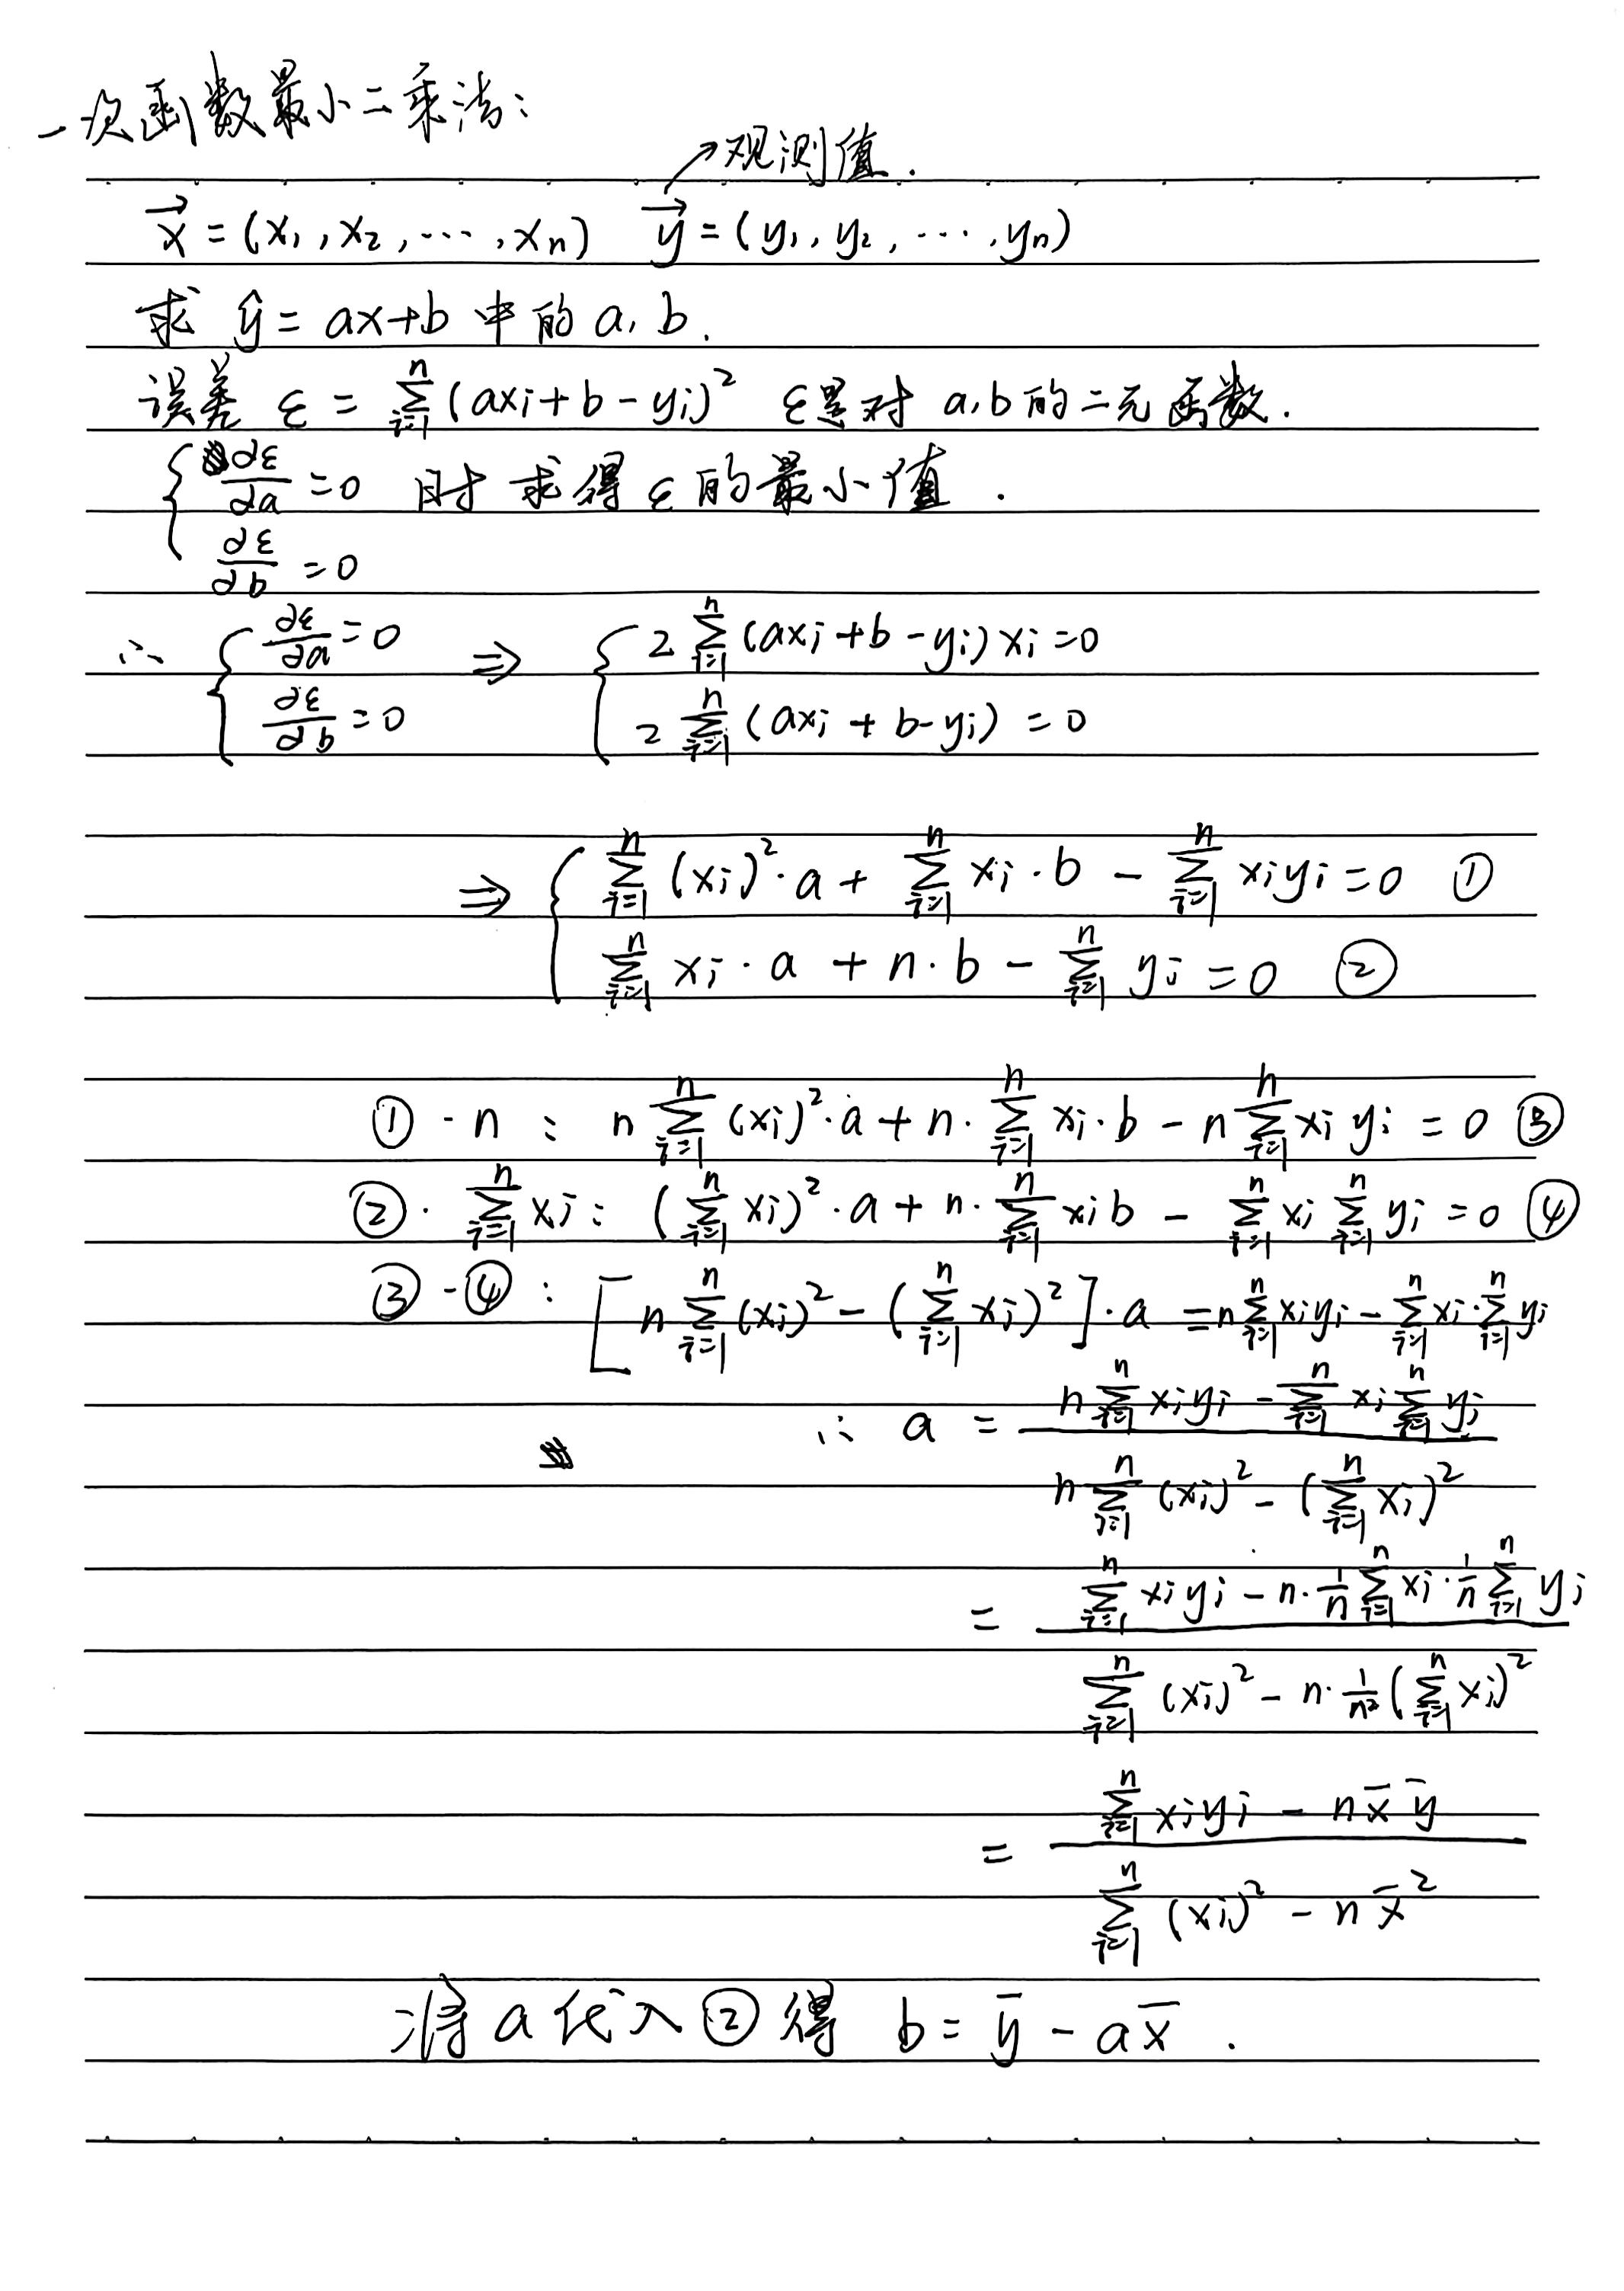 一次函数最小二乘法:
→观测值.
$\vec{x}=(x_1,x_2,\cdots,x_n)$ $\vec{y}=(y_1,y_2,\cdots,y_n)$
求 $\hat{y}=ax+b$ 中的 a, b.
误差 $\varepsilon=\sum_{i=1}^{n}(ax_i+b-y_i)^2$ ε是对 a,b 的二元函数.
$\begin{cases}\frac{\partial\varepsilon}{\partial a}=0\\\frac{\partial\varepsilon}{\partial b}=0\end{cases}$ 时求得 ε 的最小值.
∴ $\begin{cases}\frac{\partial\varepsilon}{\partial a}=0\\\frac{\partial\varepsilon}{\partial b}=0\end{cases}\Rightarrow\begin{cases}2\sum_{i=1}^{n}(ax_i+b-y_i)x_i=0\\2\sum_{i=1}^{n}(ax_i+b-y_i)=0\end{cases}$
$\Rightarrow\begin{cases}\sum_{i=1}^{n}(x_i)^2\cdot a+\sum_{i=1}^{n}x_i\cdot b-\sum_{i=1}^{n}x_iy_i=0\ ①\\\sum_{i=1}^{n}x_i\cdot a+n\cdot b-\sum_{i=1}^{n}y_i=0\ ②\end{cases}$
①·n: $n\sum_{i=1}^{n}(x_i)^2\cdot a+n\cdot\sum_{i=1}^{n}x_i\cdot b-n\sum_{i=1}^{n}x_iy_i=0$ ③
②·$\sum_{i=1}^{n}x_i$: $(\sum_{i=1}^{n}x_i)^2\cdot a+n\cdot\sum_{i=1}^{n}x_ib-\sum_{i=1}^{n}x_i\sum_{i=1}^{n}y_i=0$ ④
③-④: $[n\sum_{i=1}^{n}(x_i)^2-(\sum_{i=1}^{n}x_i)^2]\cdot a=n\sum_{i=1}^{n}x_iy_i-\sum_{i=1}^{n}x_i\cdot\sum_{i=1}^{n}y_i$
∴ $a=\frac{n\sum_{i=1}^{n}x_iy_i-\sum_{i=1}^{n}x_i\sum_{i=1}^{n}y_i}{n\sum_{i=1}^{n}(x_i)^2-(\sum_{i=1}^{n}x_i)^2}$
$=\frac{\sum_{i=1}^{n}x_iy_i-n\cdot\frac{1}{n}\sum_{i=1}^{n}x_i\cdot\frac{1}{n}\sum_{i=1}^{n}y_i}{\sum_{i=1}^{n}(x_i)^2-n\cdot\frac{1}{n^2}(\sum_{i=1}^{n}x_i)^2}$
$=\frac{\sum_{i=1}^{n}x_iy_i-n\bar{x}\bar{y}}{\sum_{i=1}^{n}(x_i)^2-n\bar{x}^2}$
将 a 代入②得 $b=\bar{y}-a\bar{x}$.